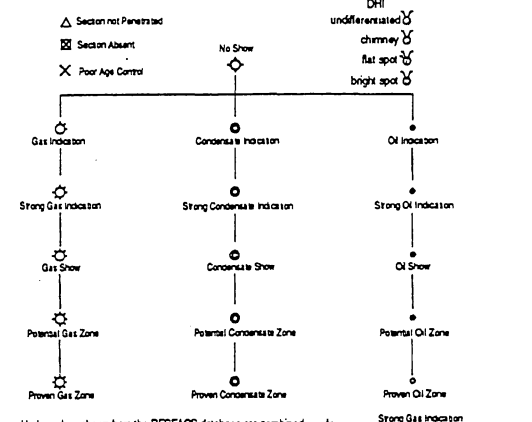 DHI
Section not Penetrated
undifferentiated
Section Absent
chimney
No Show
flat spot
Poor Age Control
bright spot
Gas Indication
Condensate Indication
Oil Indication
Strong Gas Indication
Strong Condensate Indication
Strong Oil Indication
Gas Show
Condensate Show
Oil Show
Potential Gas Zone
Potential Condensate Zone
Potential Oil Zone
Proven Gas Zone
Proven Condensate Zone
Proven Oil Zone
Strong Gas Indication
database are combined